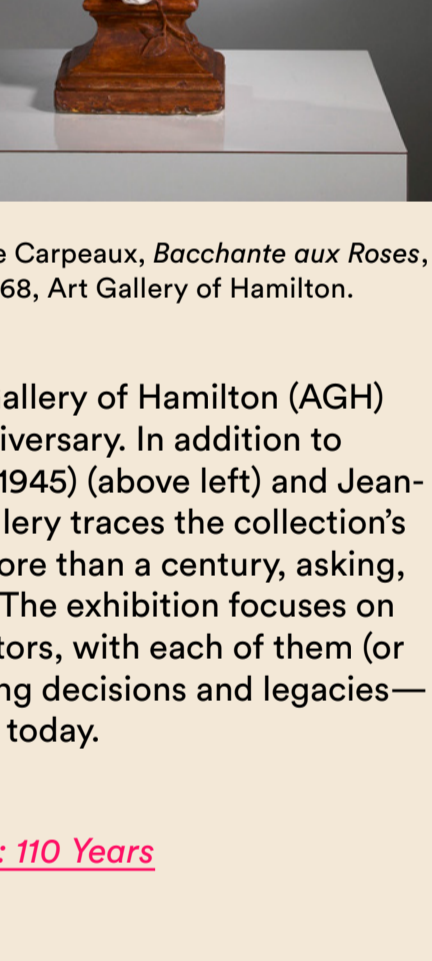 e Carpeaux, Bacchante aux Roses,
68, Art Gallery of Hamilton.
allery of Hamilton (AGH)
iversary. In addition to
1945) (above left) and Jean-
lery traces the collection’s
ore than a century, asking,
The exhibition focuses on
tors, with each of them (or
ng decisions and legacies—
today.
: 110 Years